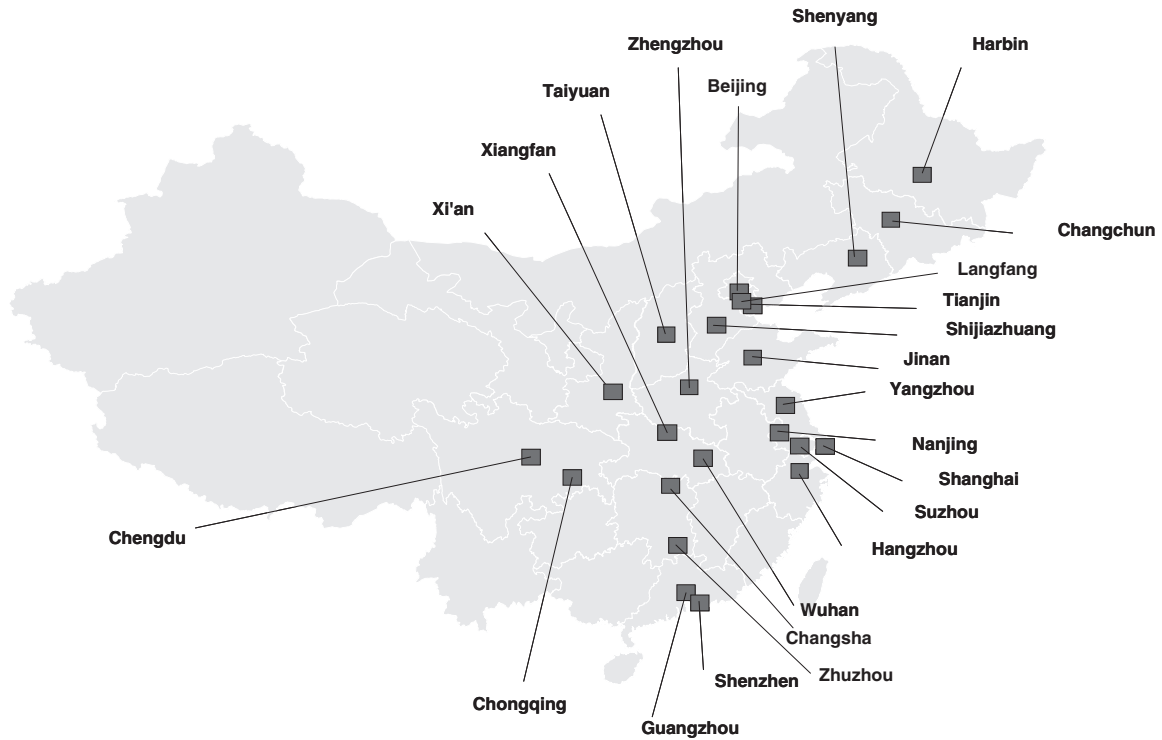 Shenyang
Zhengzhou
Harbin
Beijing
Taiyuan
Xiangfan
Xi'an
Changchun
Langfang
Tianjin
Shijiazhuang
Jinan
Yangzhou
Nanjing
Shanghai
Suzhou
Chengdu
Hangzhou
Wuhan
Changsha
Zhuzhou
Shenzhen
Chongqing
Guangzhou